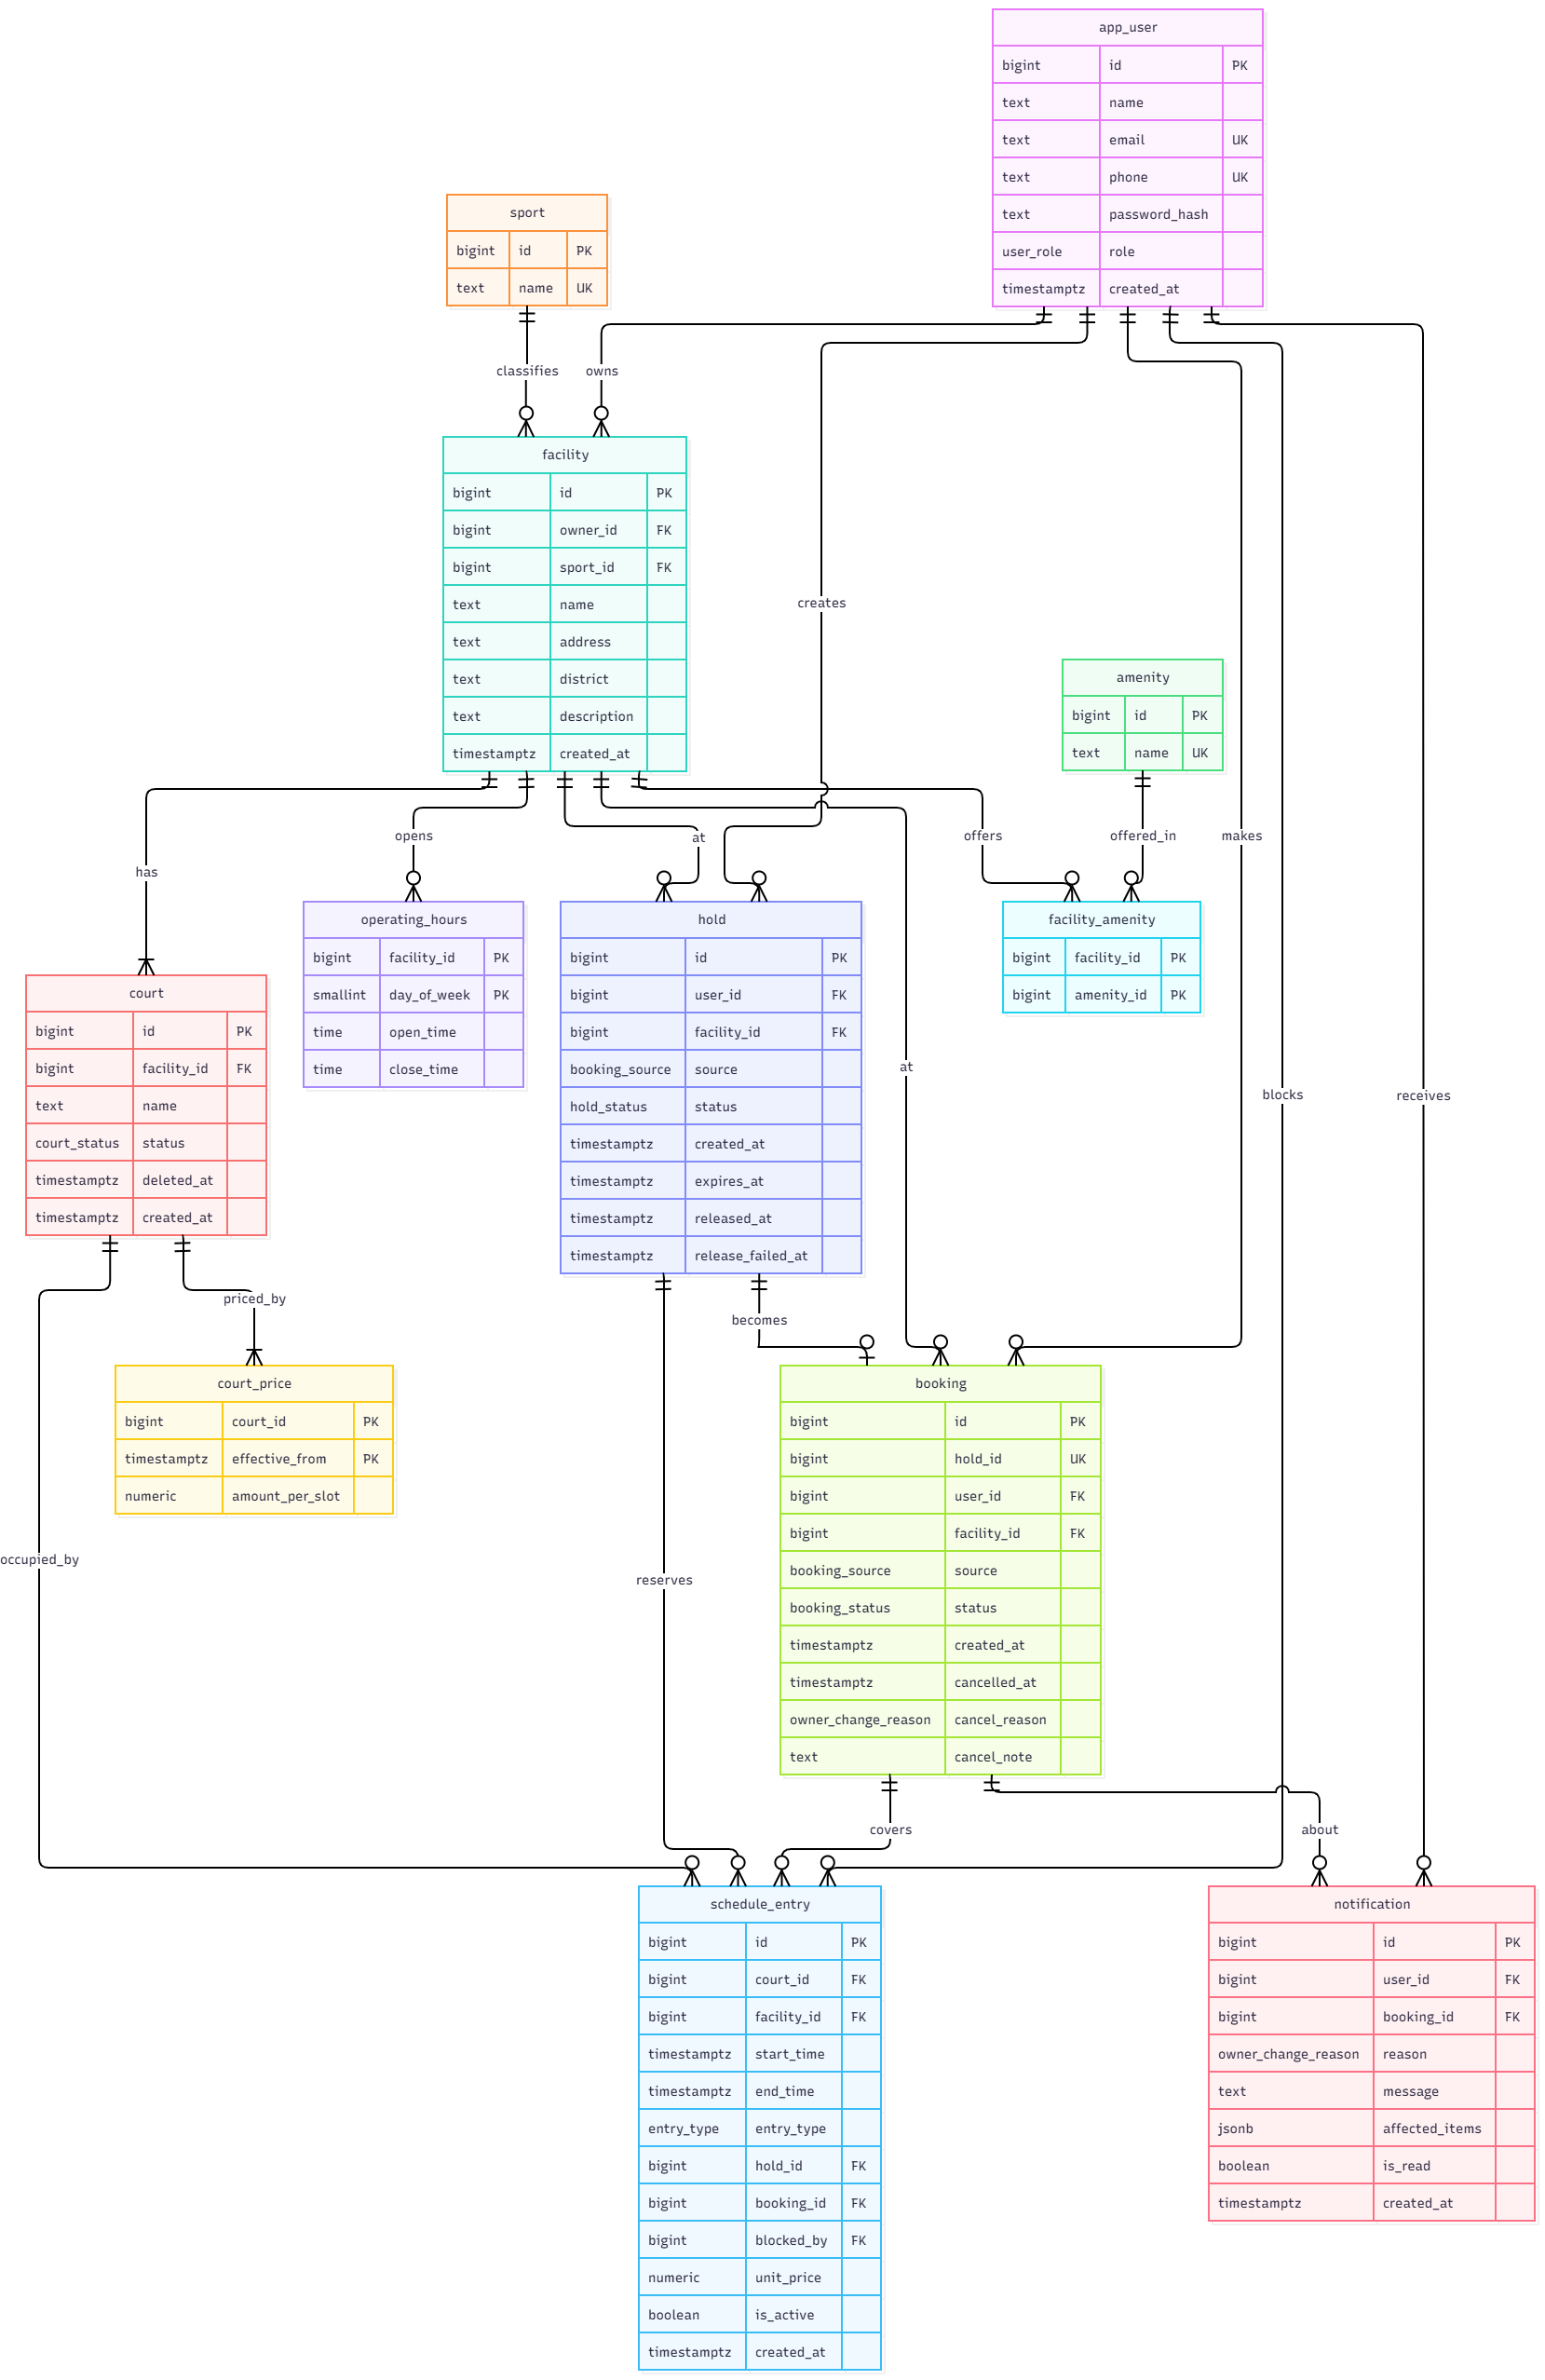 app_user
bigint id PK
text name
text email UK
text phone UK
text password_hash
user_role role
timestamptz created_at
sport
bigint id PK
text name UK
classifies
owns
facility
bigint id PK
bigint owner_id FK
bigint sport_id FK
text name
text address
text district
text description
timestamptz created_at
creates
amenity
bigint id PK
text name UK
opens
at
offers
offered_in
makes
has
operating_hours
bigint facility_id PK
smallint day_of_week PK
time open_time
time close_time
hold
bigint id PK
bigint user_id FK
bigint facility_id FK
booking_source source
hold_status status
timestamptz created_at
timestamptz expires_at
timestamptz released_at
timestamptz release_failed_at
facility_amenity
bigint facility_id PK
bigint amenity_id PK
court
bigint id PK
bigint facility_id FK
text name
court_status status
timestamptz deleted_at
timestamptz created_at
at
blocks
receives
priced_by
becomes
court_price
bigint court_id PK
timestamptz effective_from PK
numeric amount_per_slot
booking
bigint id PK
bigint hold_id UK
bigint user_id FK
bigint facility_id FK
booking_source source
booking_status status
timestamptz created_at
timestamptz cancelled_at
owner_change_reason cancel_reason
text cancel_note
occupied_by
reserves
covers
about
schedule_entry
bigint id PK
bigint court_id FK
bigint facility_id FK
timestamptz start_time
timestamptz end_time
entry_type entry_type
bigint hold_id FK
bigint booking_id FK
bigint blocked_by FK
numeric unit_price
boolean is_active
timestamptz created_at
notification
bigint id PK
bigint user_id FK
bigint booking_id FK
owner_change_reason reason
text message
jsonb affected_items
boolean is_read
timestamptz created_at